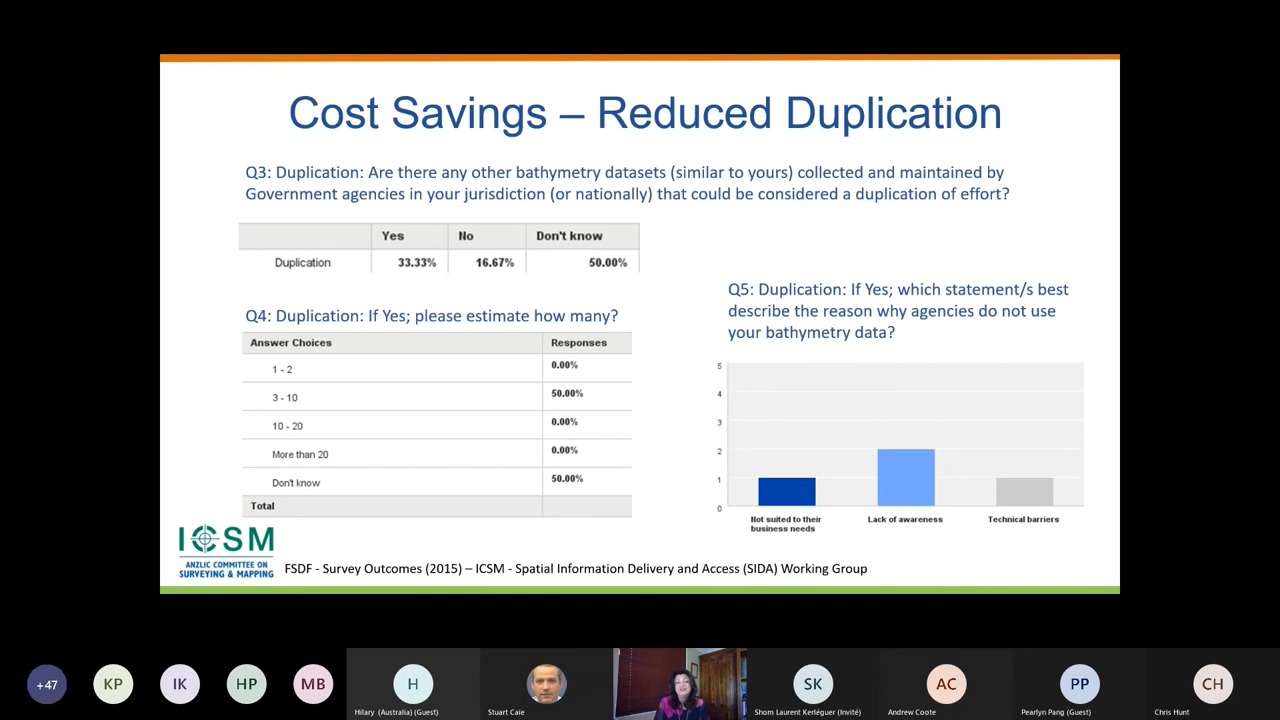 Cost Savings – Reduced Duplication
Q3: Duplication: Are there any other bathymetry datasets (similar to yours) collected and maintained by
Government agencies in your jurisdiction (or nationally) that could be considered a duplication of effort?
Yes No Don't know
Duplication 33.33% 16.67% 50.00%
Q4: Duplication: If Yes; please estimate how many?
Answer Choices Responses
1 - 2 0.00%
3 - 10 50.00%
10 - 20 0.00%
More than 20 0.00%
Don't know 50.00%
Total
Q5: Duplication: If Yes; which statement/s best
describe the reason why agencies do not use
your bathymetry data?
5
4
3
2
1
0
Not suited to their
business needs
Lack of awareness
Technical barriers
ICSM
ANZLIC COMMITTEE ON
SURVEYING & MAPPING
FSDF - Survey Outcomes (2015) – ICSM - Spatial Information Delivery and Access (SIDA) Working Group
+47
KP
IK
HP
MB
H
Hilary (Australia) (Guest)
Stuart Caie
SK
Shom Laurent Kerléguer (Invité)
AC
Andrew Coote
PP
Pearlyn Pang (Guest)
CH
Chris Hunt